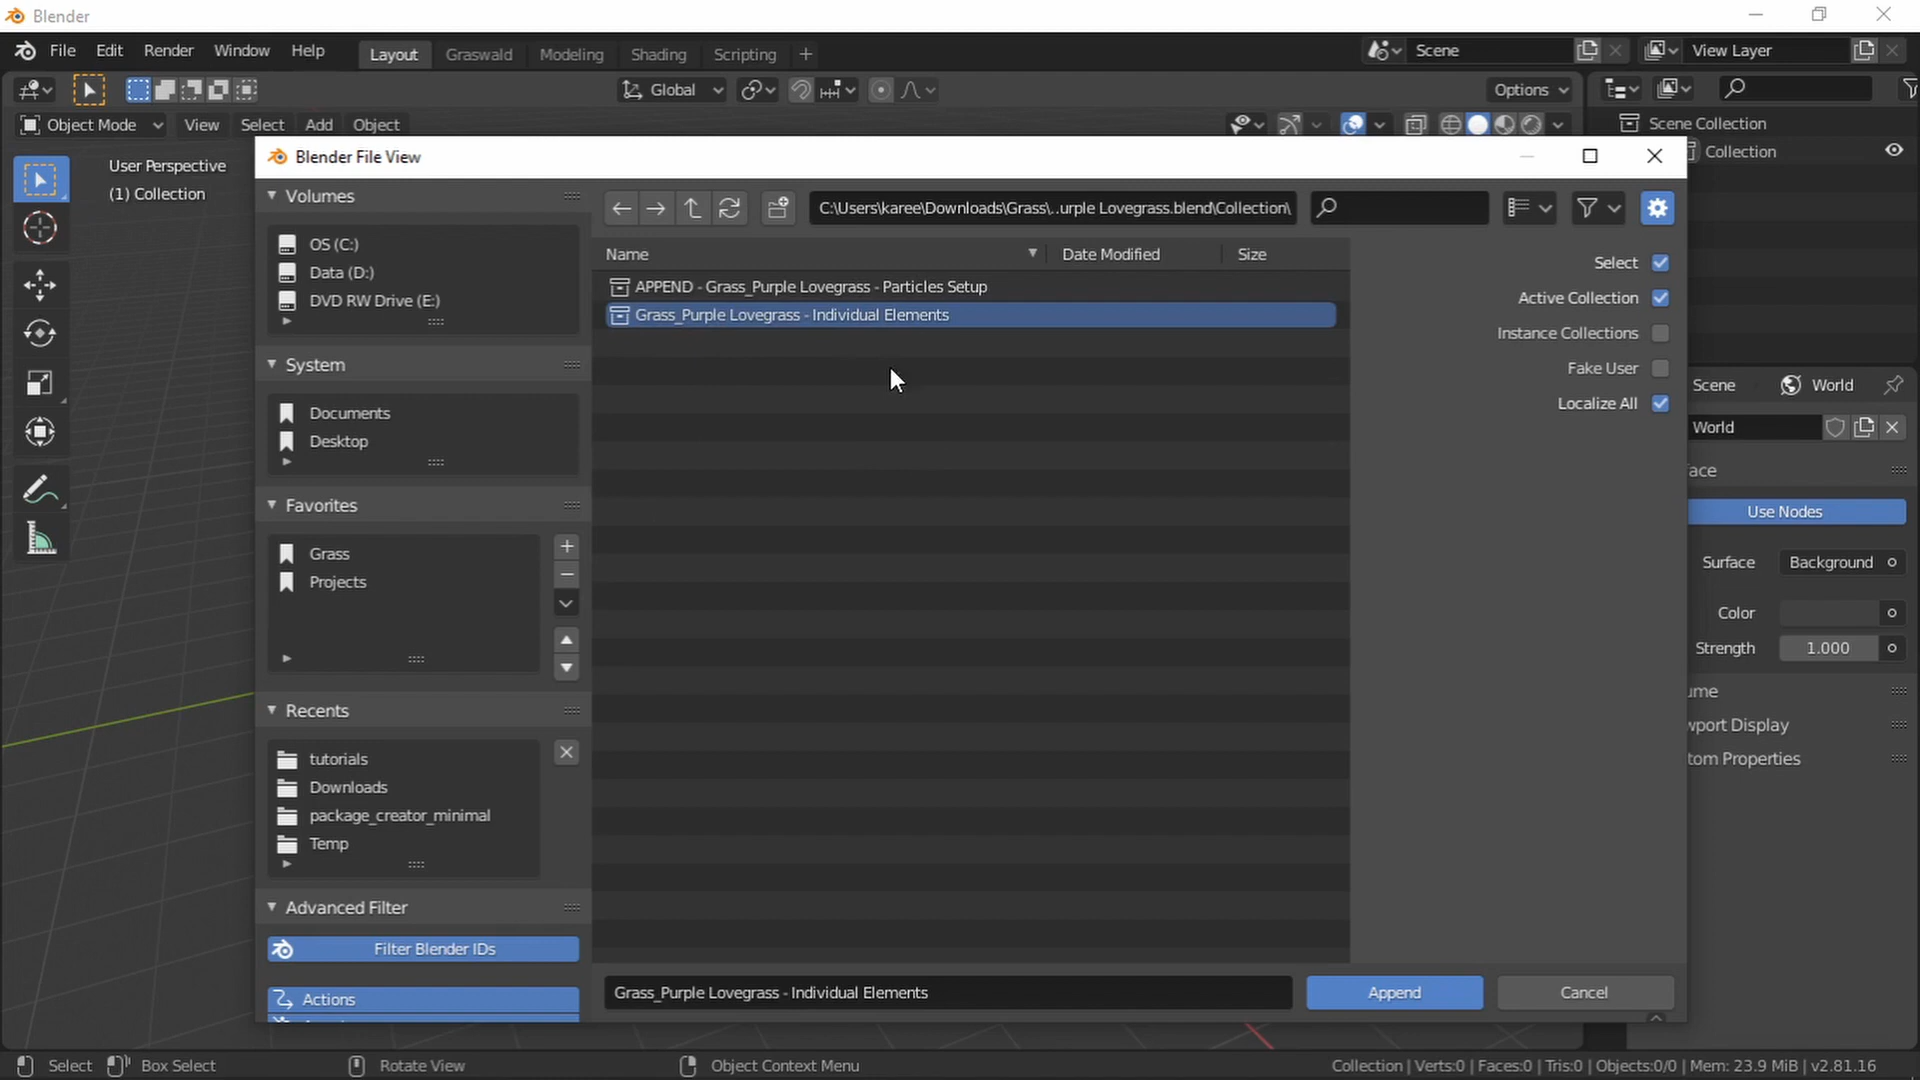 Blender
File Edit Render Window Help Layout Graswald Modeling Shading Scripting + Scene View Layer
Global Options
Object Mode View Select Add Object Scene Collection
User Perspective
(1) Collection
Collection
Blender File View
Volumes
OS (C:)
Data (D:)
DVD RW Drive (E:)
System
Documents
Desktop
Favorites
Grass
Projects
Recents
tutorials
Downloads
package_creator_minimal
Temp
Advanced Filter
Filter Blender IDs
Actions
C:\Users\karee\Downloads\Grass\..urple Lovegrass.blend\Collection\
Name Date Modified Size
APPEND - Grass_Purple Lovegrass - Particles Setup
Grass_Purple Lovegrass - Individual Elements
Select
Active Collection
Instance Collections
Fake User
Localize All
Grass_Purple Lovegrass - Individual Elements Append Cancel
Scene World
World
ace
Use Nodes
Surface Background
Color
Strength 1.000
ume
wport Display
tom Properties
Select Box Select Rotate View Object Context Menu Collection | Verts:0 | Faces:0 | Tris:0 | Objects:0/0 | Mem: 23.9 MiB | v2.81.16